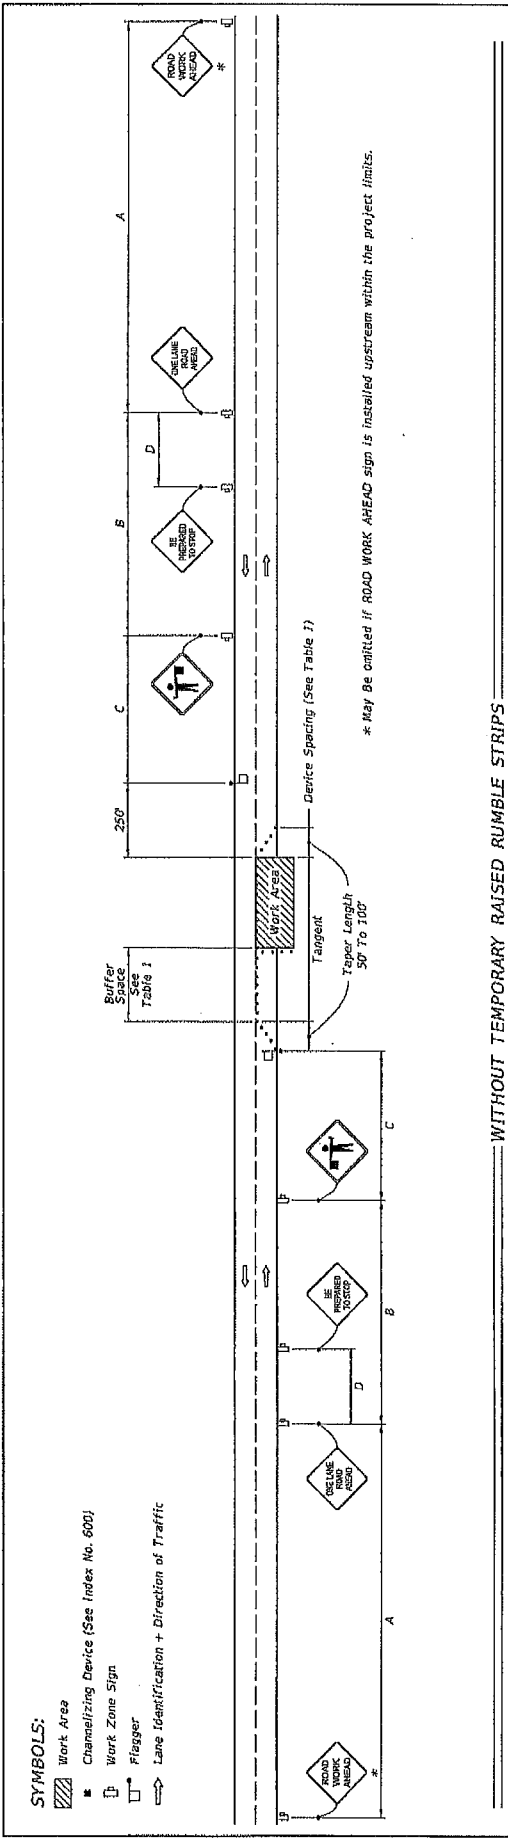 SYMBOLS:
Work Area
Channelizing Device (See Index No. 600)
Work Zone Sign
Flagger
Lane Identification + Direction of Traffic
ROAD
WORK
AHEAD
*
A
ONE LANE
ROAD
AHEAD
D
BE
PREPARED
TO STOP
B
C
Buffer
Space
See
Table 1
250'
Work Area
Tangent
Taper Length
50' To 100'
Device Spacing (See Table 1)
C
B
BE
PREPARED
TO STOP
D
ONE LANE
ROAD
AHEAD
A
ROAD
WORK
AHEAD
*
* May Be omitted if ROAD WORK AHEAD sign is installed upstream within the project limits.
WITHOUT TEMPORARY RAISED RUMBLE STRIPS